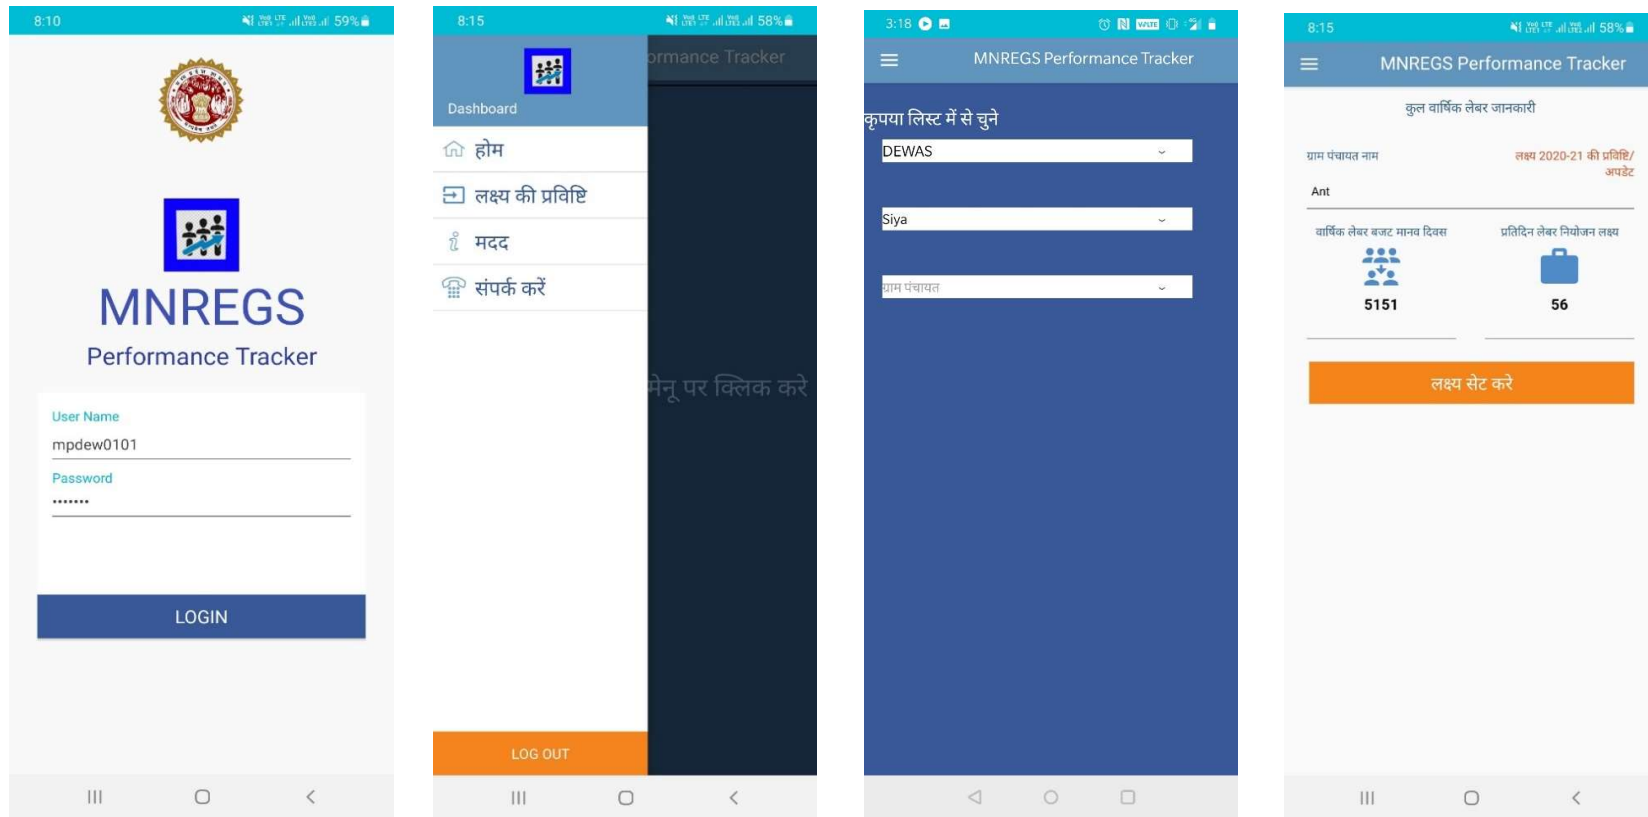 8:10
59%
MNREGS
Performance Tracker
User Name
mpdew0101
Password
•••••••
LOGIN
8:15
58%
ormance Tracker
Dashboard
होम
लक्ष्य की प्रविष्टि
मदद
संपर्क करें
मेनू पर क्लिक करे
LOG OUT
3:18
MNREGS Performance Tracker
कृपया लिस्ट में से चुने
DEWAS
Siya
ग्राम पंचायत
8:15
58%
MNREGS Performance Tracker
कुल वार्षिक लेबर जानकारी
ग्राम पंचायत नाम
लक्ष्य 2020-21 की प्रविष्टि/
अपडेट
Ant
वार्षिक लेबर बजट मानव दिवस
प्रतिदिन लेबर नियोजन लक्ष्य
5151
56
लक्ष्य सेट करे